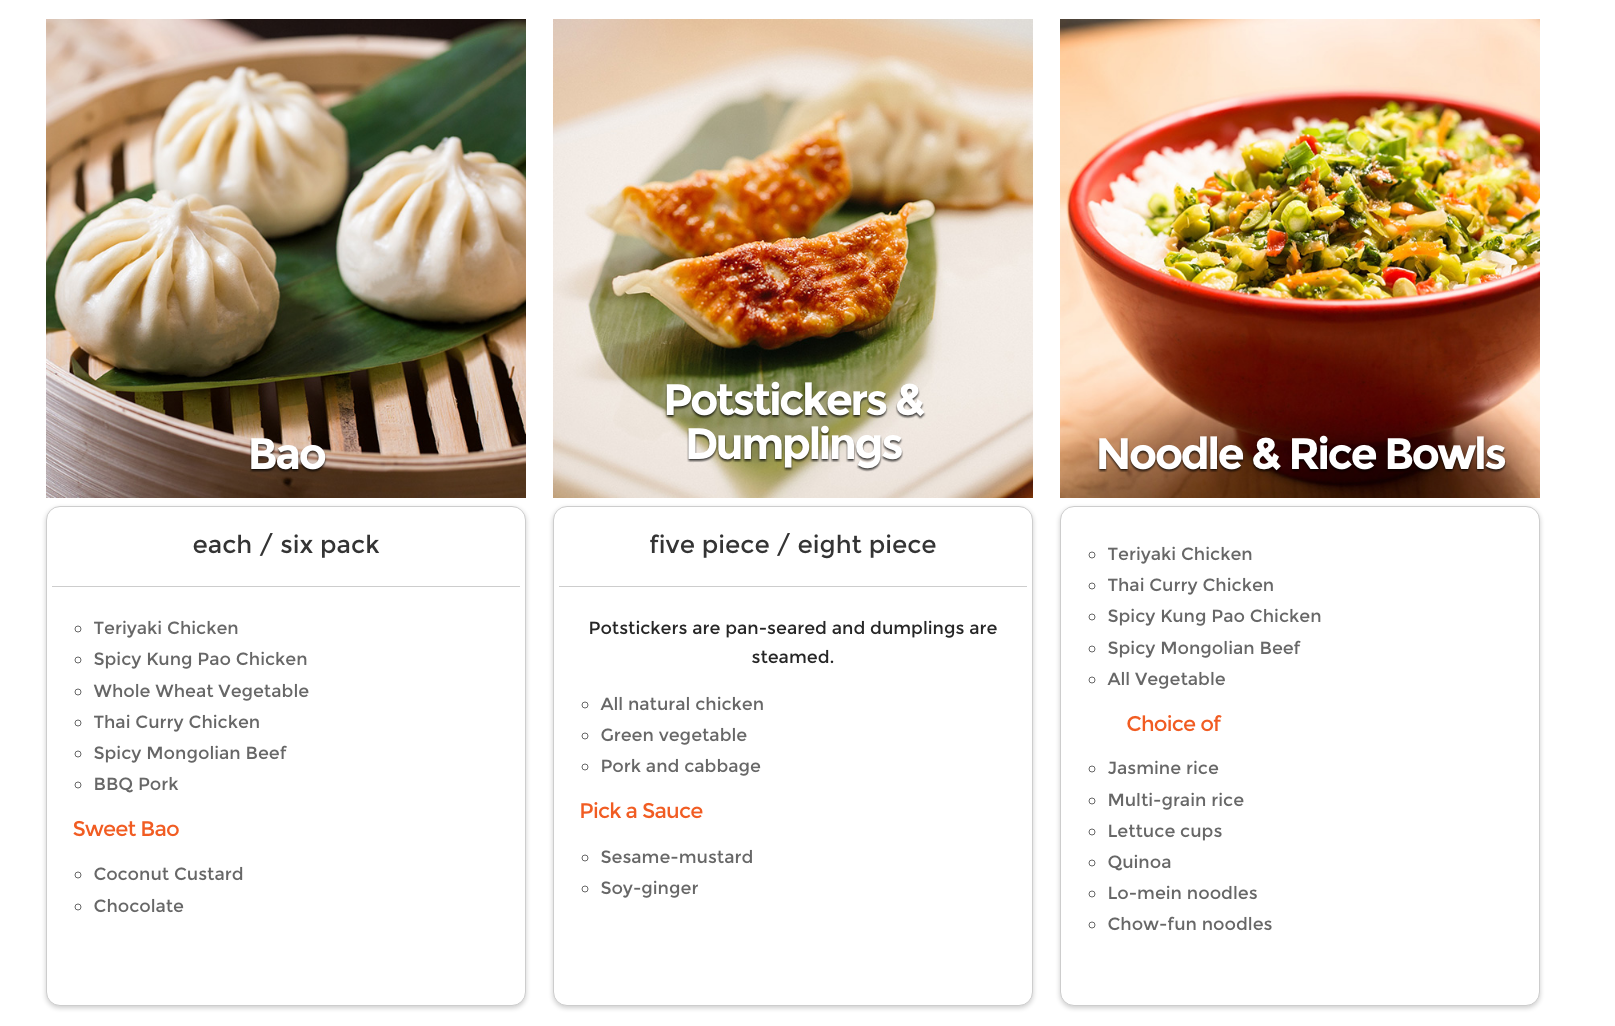 Bao
each / six pack
Teriyaki Chicken
Spicy Kung Pao Chicken
Whole Wheat Vegetable
Thai Curry Chicken
Spicy Mongolian Beef
BBQ Pork
Sweet Bao
Coconut Custard
Chocolate
Potstickers &
Dumplings
five piece / eight piece
Potstickers are pan-seared and dumplings are
steamed.
All natural chicken
Green vegetable
Pork and cabbage
Pick a Sauce
Sesame-mustard
Soy-ginger
Noodle & Rice Bowls
Teriyaki Chicken
Thai Curry Chicken
Spicy Kung Pao Chicken
Spicy Mongolian Beef
All Vegetable
Choice of
Jasmine rice
Multi-grain rice
Lettuce cups
Quinoa
Lo-mein noodles
Chow-fun noodles